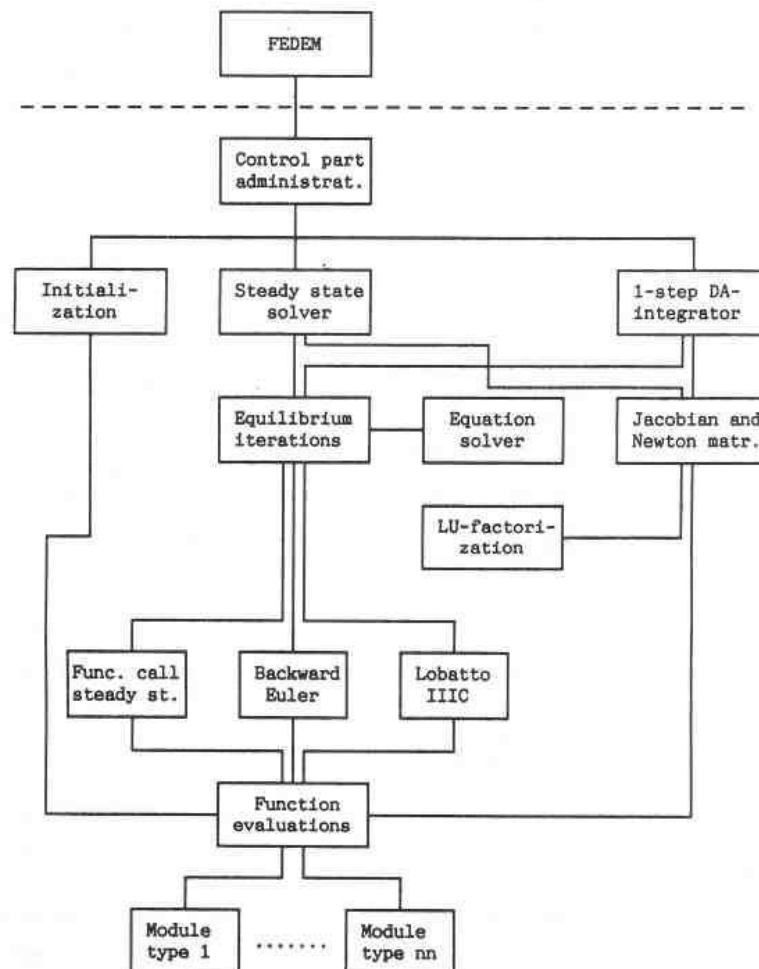 FEDEM
Control part
administrat.
Initiali-
zation
Steady state
solver
1-step DA-
integrator
Equilibrium
iterations
Equation
solver
Jacobian and
Newton matr.
LU-factori-
zation
Func. call
steady st.
Backward
Euler
Lobatto
IIIC
Function
evaluations
Module
type 1
.......
Module
type nn